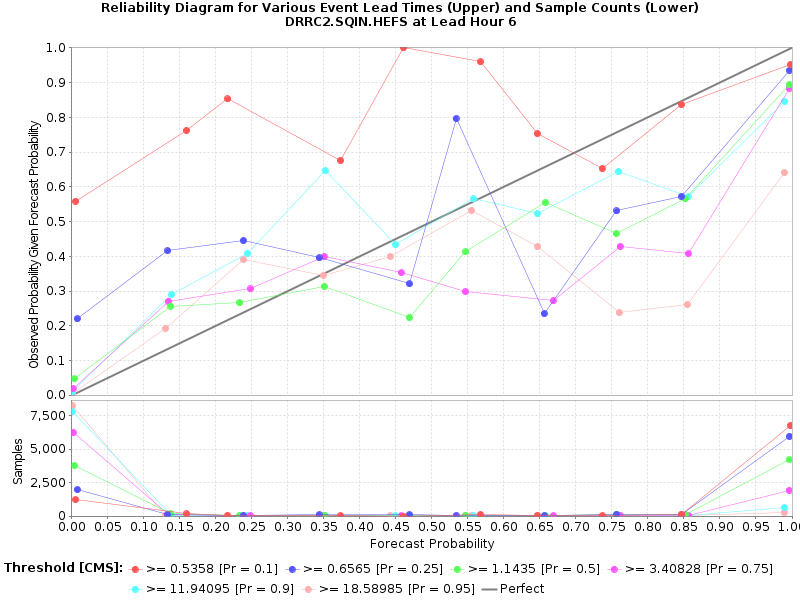 Reliability Diagram for Various Event Lead Times (Upper) and Sample Counts (Lower)
DRRC2.SQIN.HEFS at Lead Hour 6
Observed Probability Given Forecast Probability
1.0
0.9
0.8
0.7
0.6
0.5
0.4
0.3
0.2
0.1
0.0
Samples
7,500
5,000
2,500
0
0.00 0.05 0.10 0.15 0.20 0.25 0.30 0.35 0.40 0.45 0.50 0.55 0.60 0.65 0.70 0.75 0.80 0.85 0.90 0.95 1.0
Forecast Probability
Threshold [CMS]: >= 0.5358 [Pr = 0.1] >= 0.6565 [Pr = 0.25] >= 1.1435 [Pr = 0.5] >= 3.40828 [Pr = 0.75]
>= 11.94095 [Pr = 0.9] >= 18.58985 [Pr = 0.95] Perfect